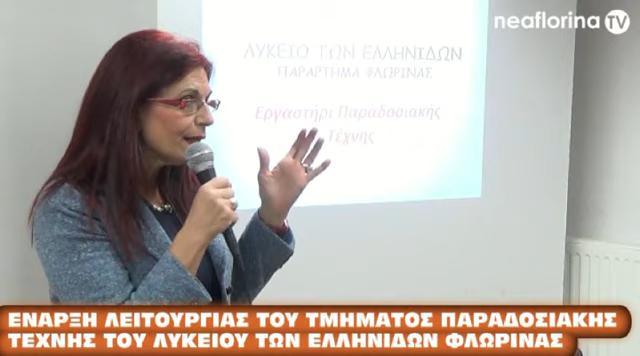 neaflorina TV
ΛΥΚΕΙΟ ΤΩΝ ΕΛΛΗΝΙΔΩΝ
ΠΑΡΑΡΤΗΜΑ ΦΛΩΡΙΝΑΣ
Εργαστήρι Παραδοσιακής
Τέχνης
ΕΝΑΡΞΗ ΛΕΙΤΟΥΡΓΙΑΣ ΤΟΥ ΤΜΗΜΑΤΟΣ ΠΑΡΑΔΟΣΙΑΚΗΣ
ΤΕΧΝΗΣ ΤΟΥ ΛΥΚΕΙΟΥ ΤΩΝ ΕΛΛΗΝΙΔΩΝ ΦΛΩΡΙΝΑΣ